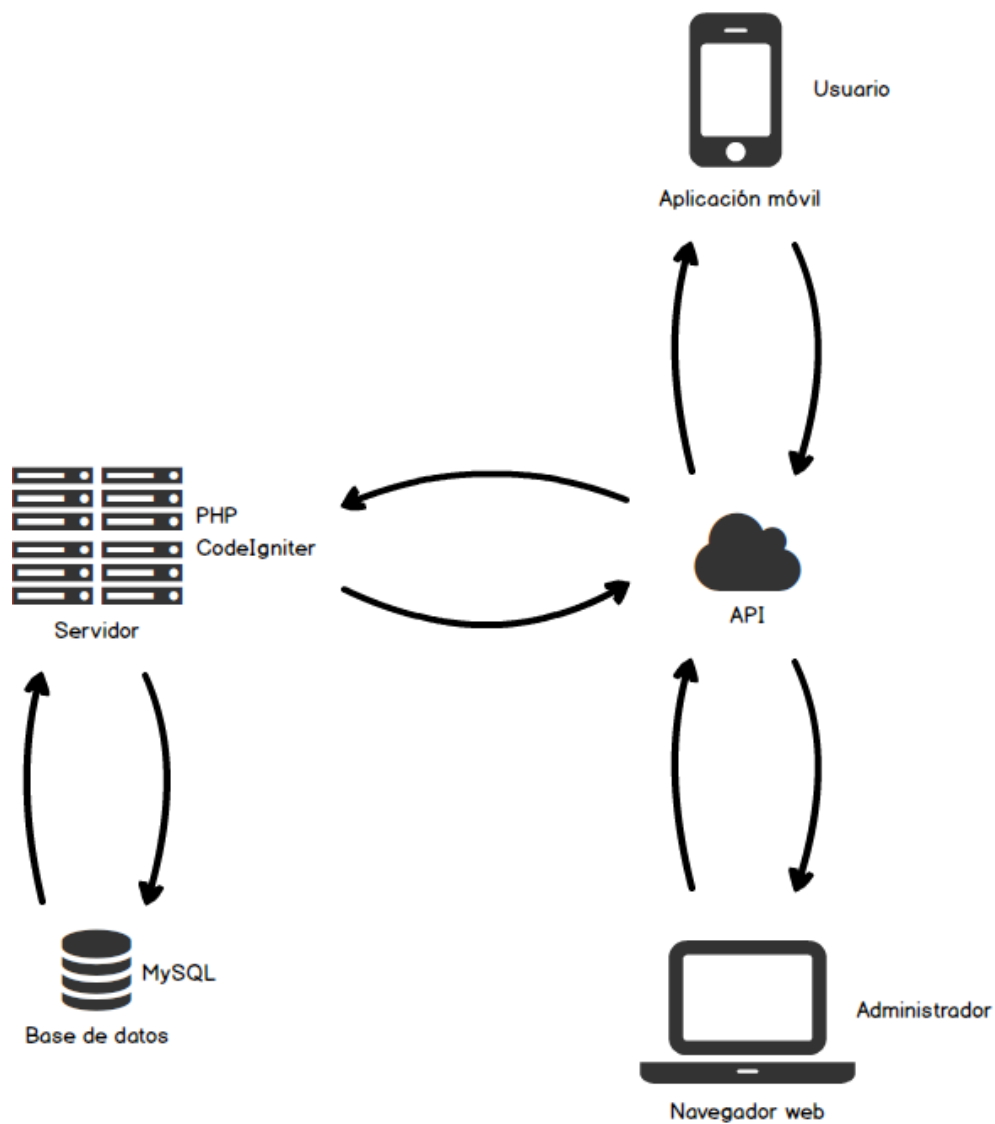 Usuario
Aplicación móvil
PHP
CodeIgniter
Servidor
API
MySQL
Base de datos
Administrador
Navegador web